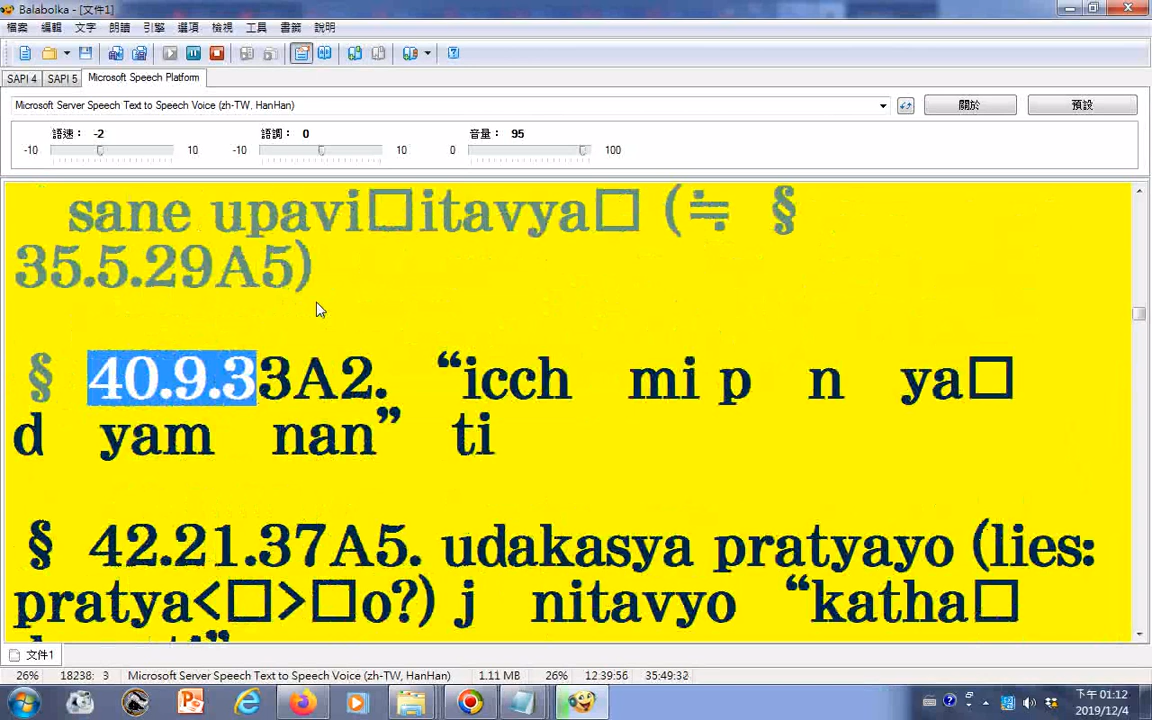 Balabolka - [文件1]
檔案 編輯 文字 朗讀 引擎 選項 檢視 工具 書籤 說明
SAPI 4 SAPI 5 Microsoft Speech Platform
Microsoft Server Speech Text to Speech Voice (zh-TW, HanHan) 關於 預設
語速： -2 語調： 0 音量： 95
-10 10 -10 10 0 100
sane upavi□itavya□ (≒ §
35.5.29A5)
§ 40.9.33A2. “icch mi p n ya□
d yam nan” ti
§ 42.21.37A5. udakasya pratyayo (lies:
pratya<□>□o?) j nitavyo “katha□
文件1
26% 18238: 3 Microsoft Server Speech Text to Speech Voice (zh-TW, HanHan) 1.11 MB 26% 12:39:56 35:49:32
下午 01:12
2019/12/4